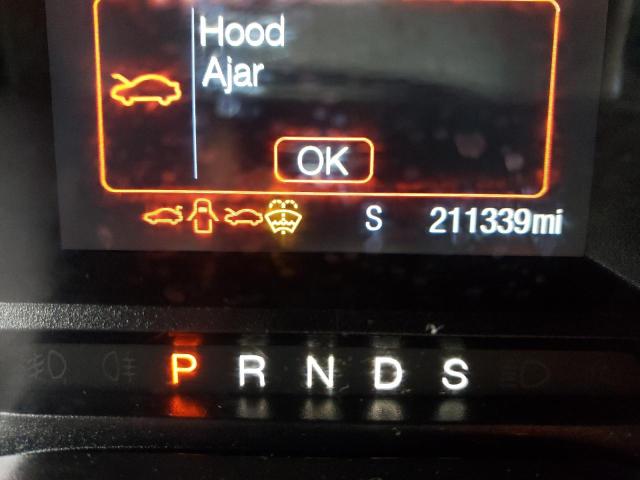 Hood
Ajar
OK
S 211339mi
P R N D S